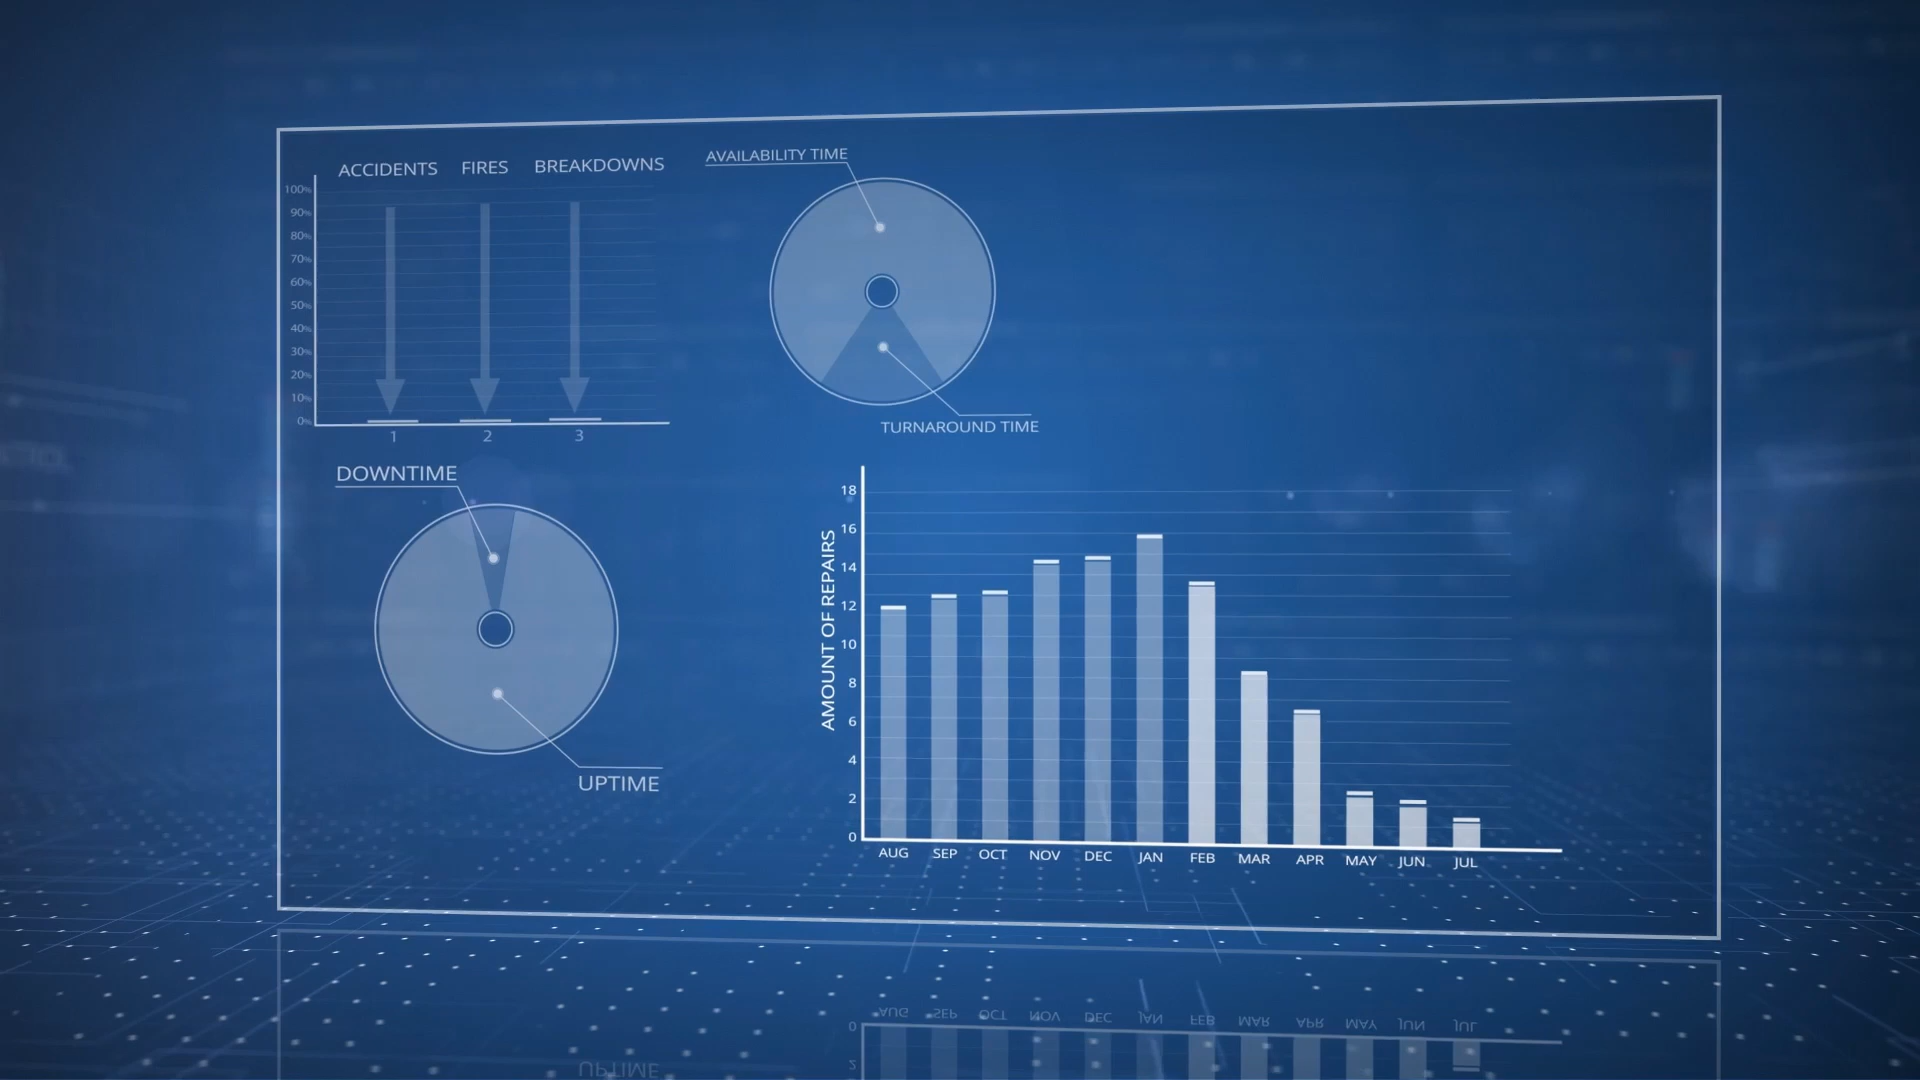 ACCIDENTS FIRES BREAKDOWNS
100%
90%
80%
70%
60%
50%
40%
30%
20%
10%
0%
1 2 3
AVAILABILITY TIME
TURNAROUND TIME
DOWNTIME
UPTIME
AMOUNT OF REPAIRS
18
16
14
12
10
8
6
4
2
0
AUG SEP OCT NOV DEC JAN FEB MAR APR MAY JUN JUL